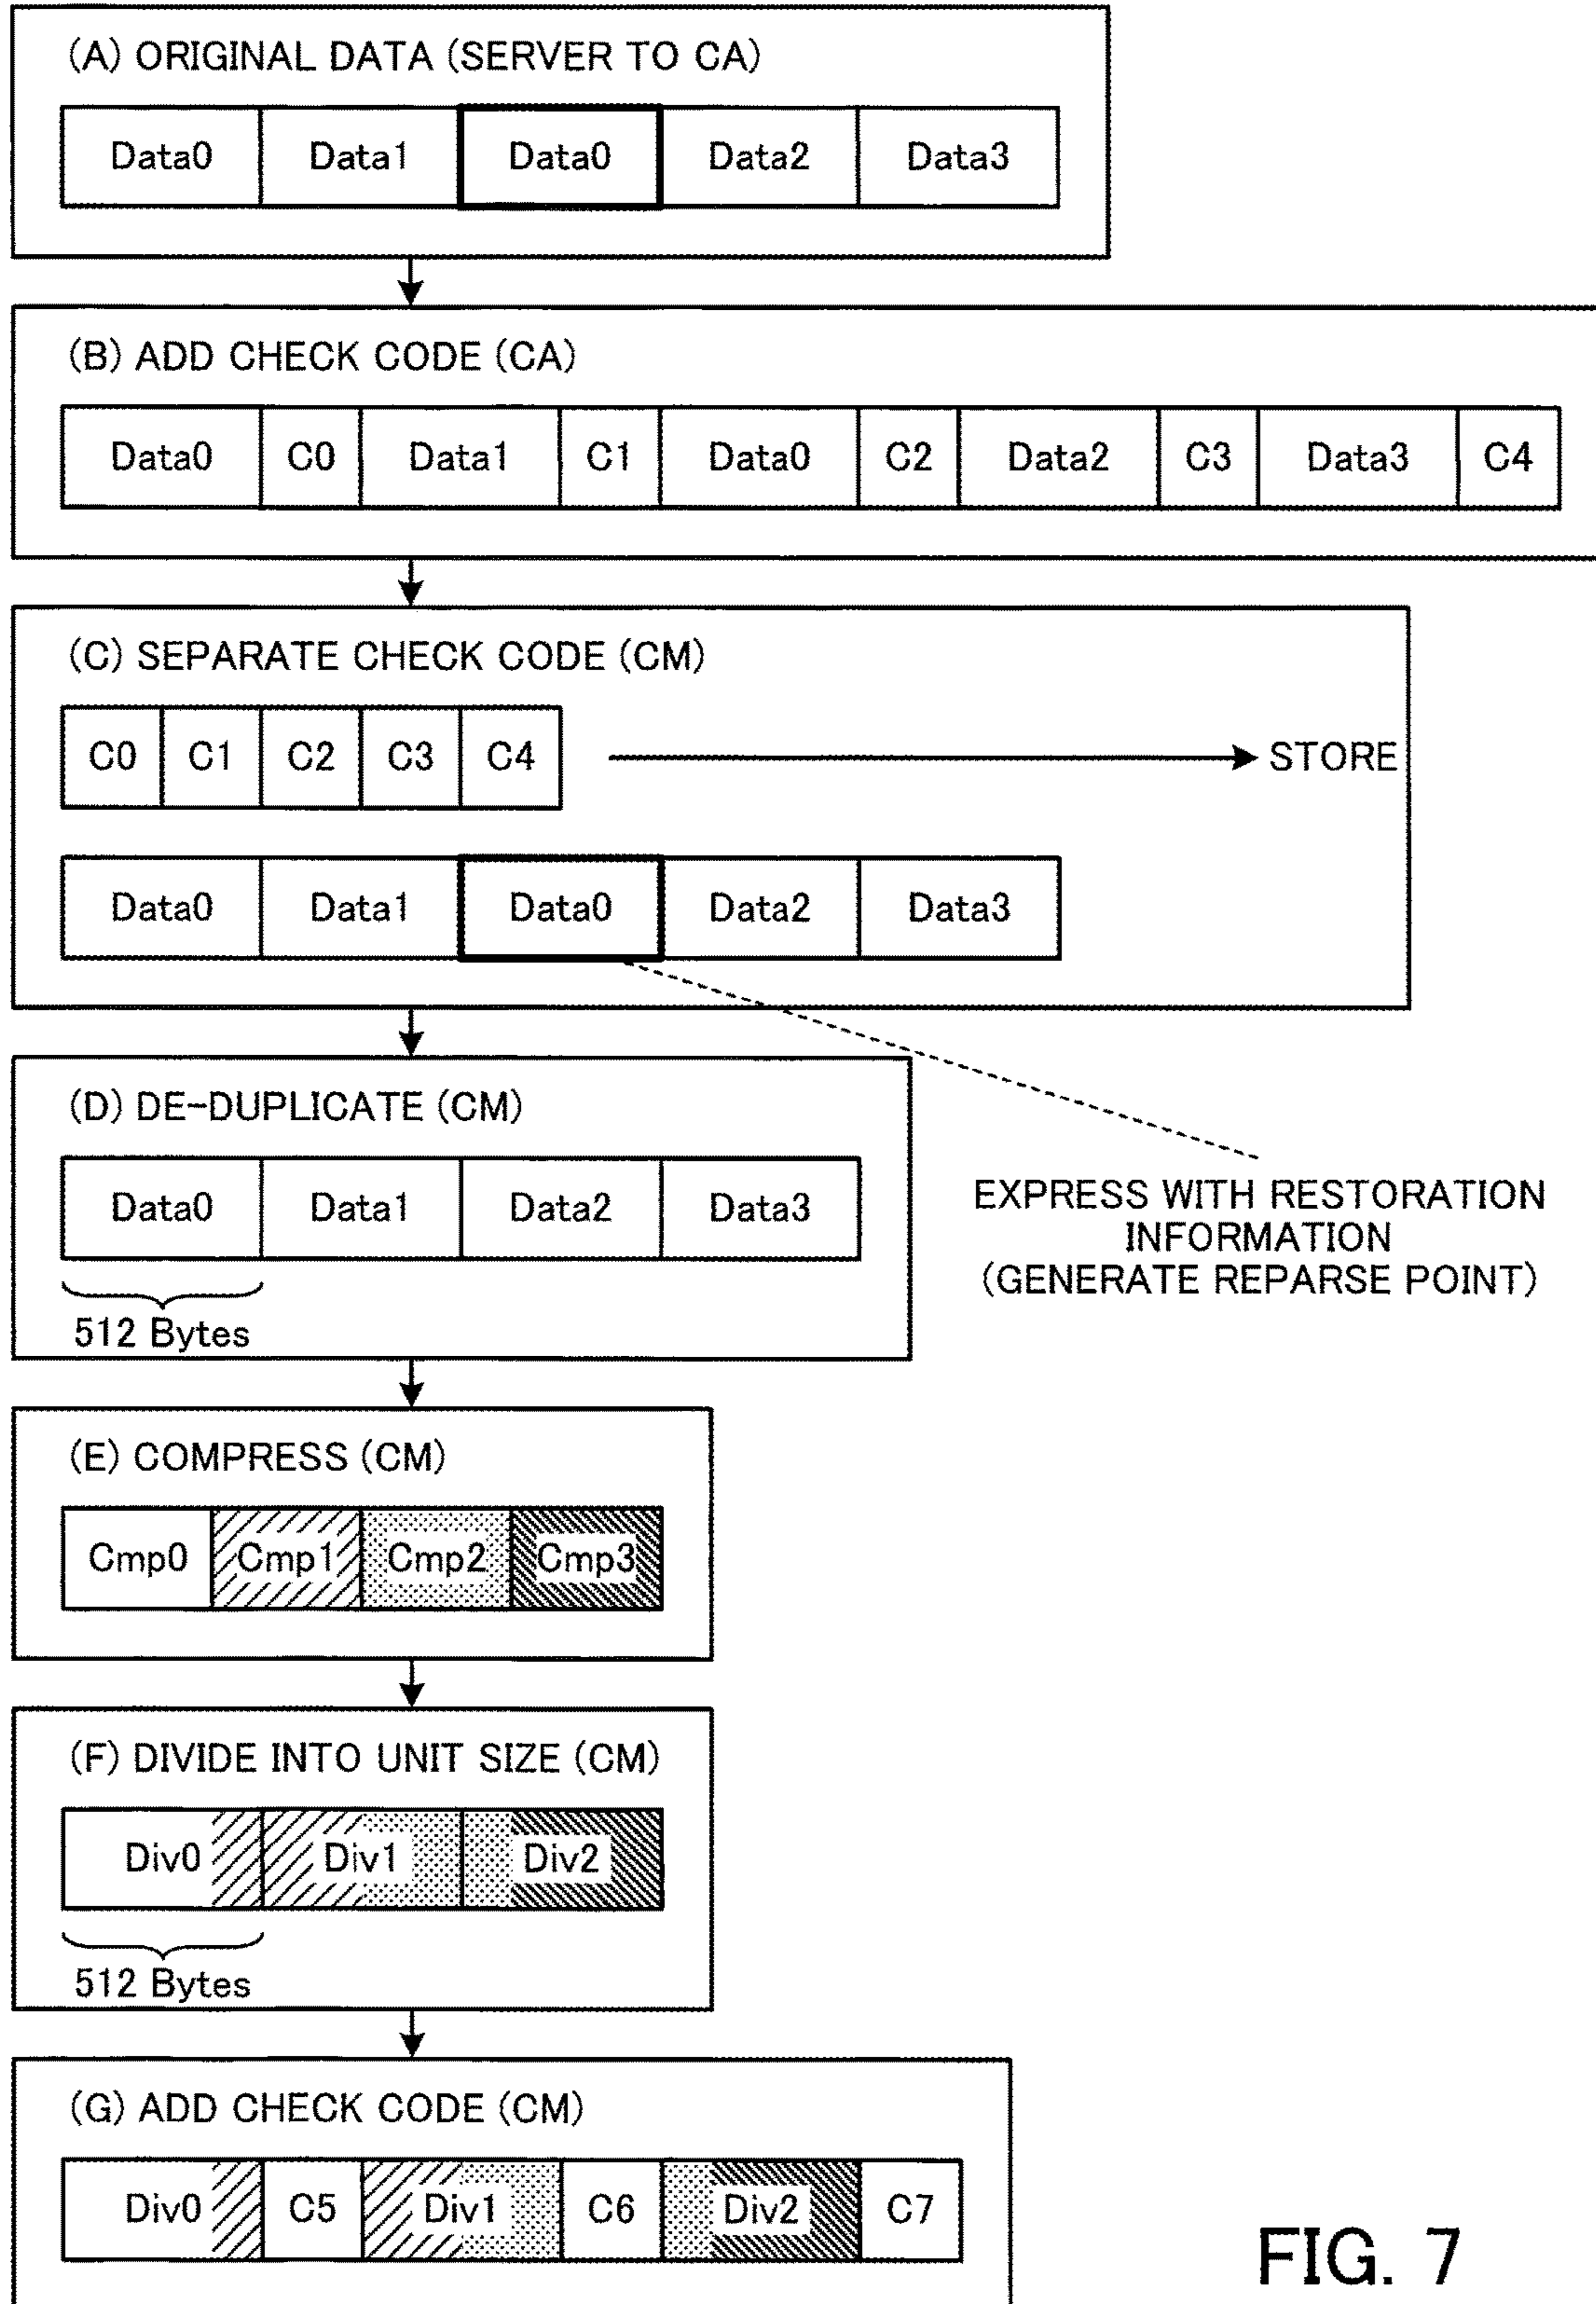 (A) ORIGINAL DATA (SERVER TO CA)
Data0 Data1 Data0 Data2 Data3
(B) ADD CHECK CODE (CA)
Data0 C0 Data1 C1 Data0 C2 Data2 C3 Data3 C4
(C) SEPARATE CHECK CODE (CM)
C0 C1 C2 C3 C4 STORE
Data0 Data1 Data0 Data2 Data3
(D) DE-DUPLICATE (CM)
Data0 Data1 Data2 Data3
512 Bytes
EXPRESS WITH RESTORATION
INFORMATION
(GENERATE REPARSE POINT)
(E) COMPRESS (CM)
Cmp0 Cmp1 Cmp2 Cmp3
(F) DIVIDE INTO UNIT SIZE (CM)
Div0 Div1 Div2
512 Bytes
(G) ADD CHECK CODE (CM)
Div0 C5 Div1 C6 Div2 C7
FIG. 7